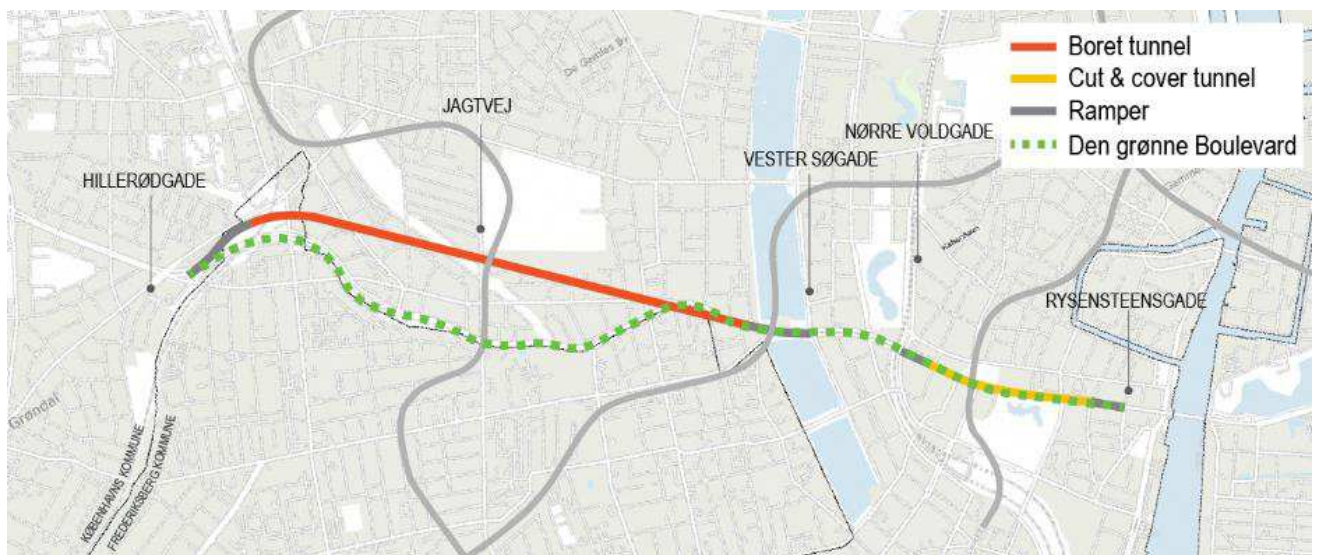 Boret tunnel
Cut & cover tunnel
Ramper
Den grønne Boulevard
JAGTVEJ
NØRRE VOLDGADE
VESTER SØGADE
HILLERØDGADE
RYSENSTEENSGADE
Grøndal
KØBENHAVNS KOMMUNE
FREDERIKSBERG KOMMUNE